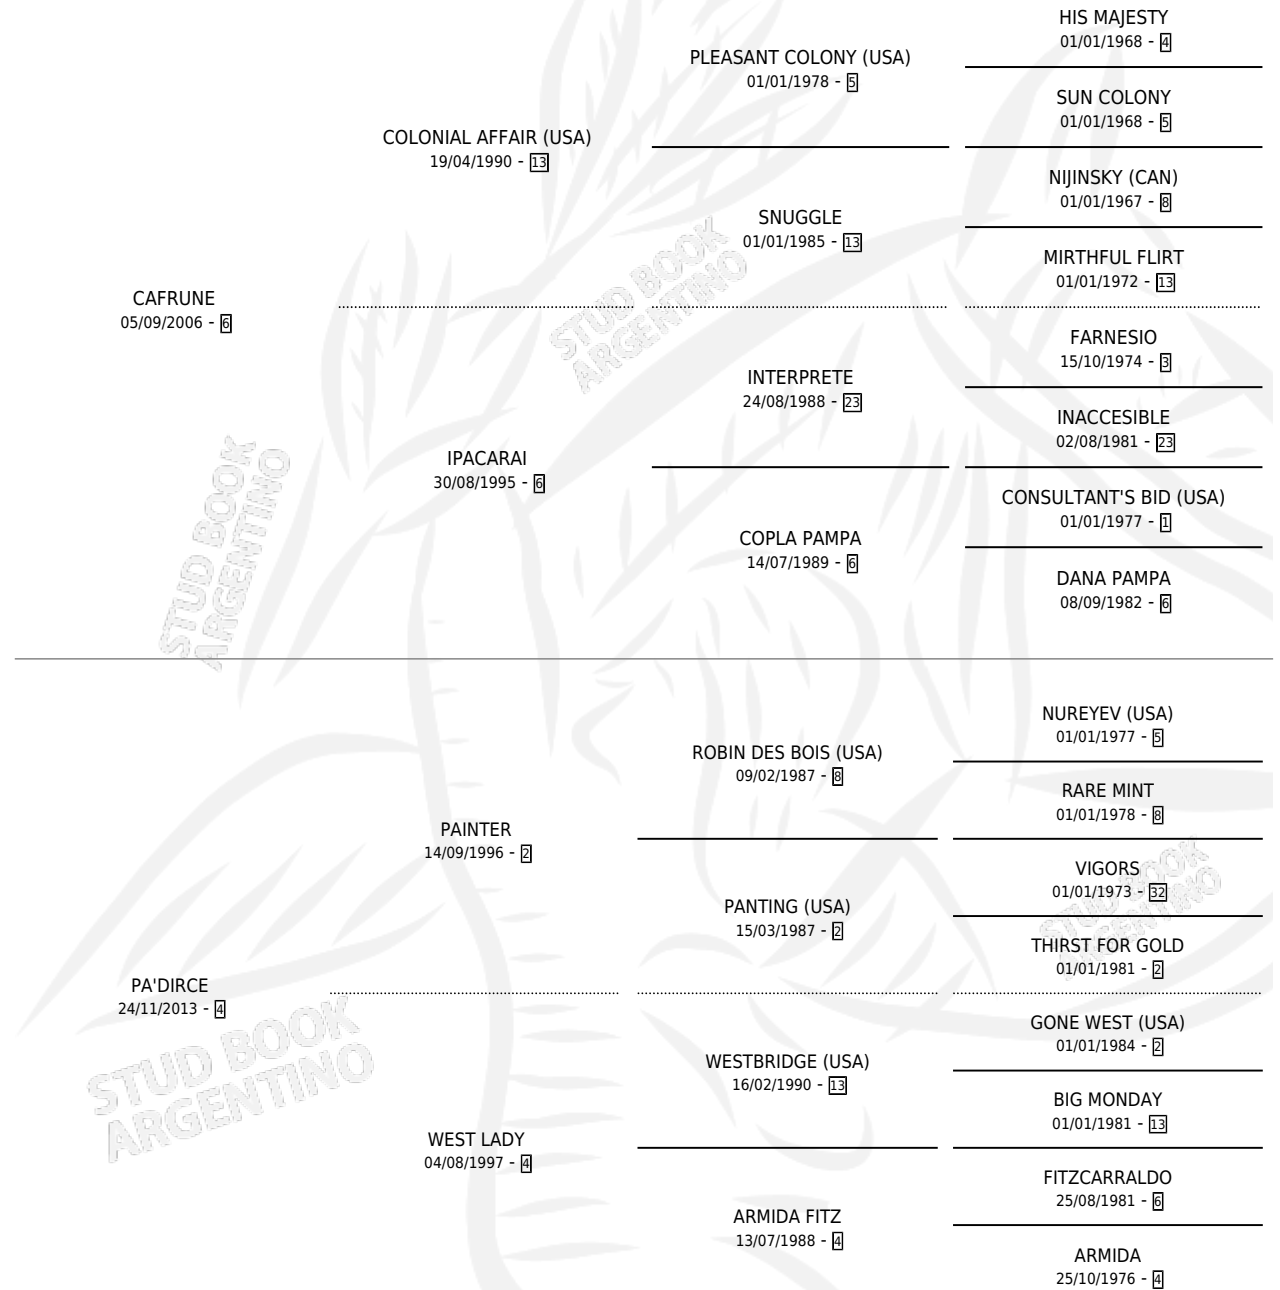 HIS MAJESTY
01/01/1968 - 4
PLEASANT COLONY (USA)
01/01/1978 - 5
SUN COLONY
01/01/1968 - 5
COLONIAL AFFAIR (USA)
19/04/1990 - 13
NIJINSKY (CAN)
01/01/1967 - 8
SNUGGLE
01/01/1985 - 13
MIRTHFUL FLIRT
01/01/1972 - 13
CAFRUNE
05/09/2006 - 6
FARNESIO
15/10/1974 - 3
INTERPRETE
24/08/1988 - 23
INACCESIBLE
02/08/1981 - 23
IPACARAI
30/08/1995 - 6
CONSULTANT'S BID (USA)
01/01/1977 - 1
COPLA PAMPA
14/07/1989 - 6
DANA PAMPA
08/09/1982 - 6
NUREYEV (USA)
01/01/1977 - 5
ROBIN DES BOIS (USA)
09/02/1987 - 8
RARE MINT
01/01/1978 - 8
PAINTER
14/09/1996 - 2
VIGORS
01/01/1973 - 32
PANTING (USA)
15/03/1987 - 2
THIRST FOR GOLD
01/01/1981 - 2
PA'DIRCE
24/11/2013 - 4
GONE WEST (USA)
01/01/1984 - 2
WESTBRIDGE (USA)
16/02/1990 - 13
BIG MONDAY
01/01/1981 - 13
WEST LADY
04/08/1997 - 4
FITZCARRALDO
25/08/1981 - 6
ARMIDA FITZ
13/07/1988 - 4
ARMIDA
25/10/1976 - 4
STUD BOOK
ARGENTINO
STUD BOOK
ARGENTINO
STUD BOOK
ARGENTINO
STUD BOOK
ARGENTINO